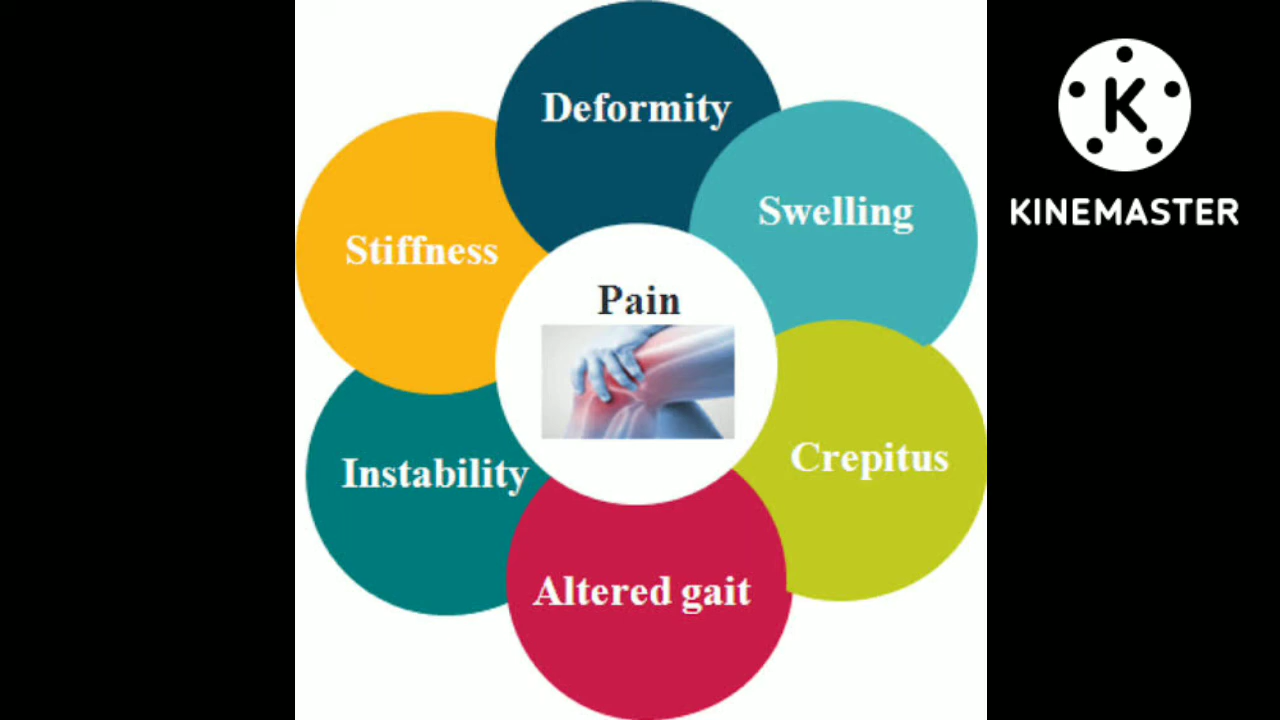 Deformity
Swelling
Stiffness
Pain
Crepitus
Instability
Altered gait
K
KINEMASTER